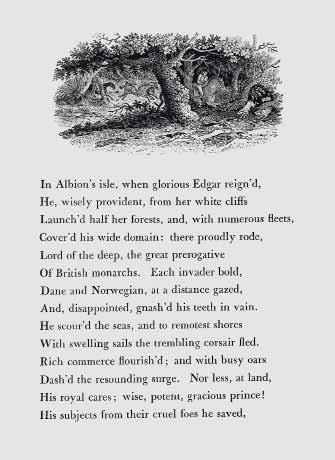 In Albion's isle, when glorious Edgar reign'd,
He, wisely provident, from her white cliffs
Launch'd half her forests, and, with numerous fleets,
Cover'd his wide domain: there proudly rode,
Lord of the deep, the great prerogative
Of British monarchs. Each invader bold,
Dane and Norwegian, at a distance gazed,
And, disappointed, gnash'd his teeth in vain.
He scour'd the seas, and to remotest shores
With swelling sails the trembling corsair fled.
Rich commerce flourish'd; and with busy oars
Dash'd the resounding surge. Nor less, at land,
His royal cares; wise, potent, gracious prince!
His subjects from their cruel foes he saved,